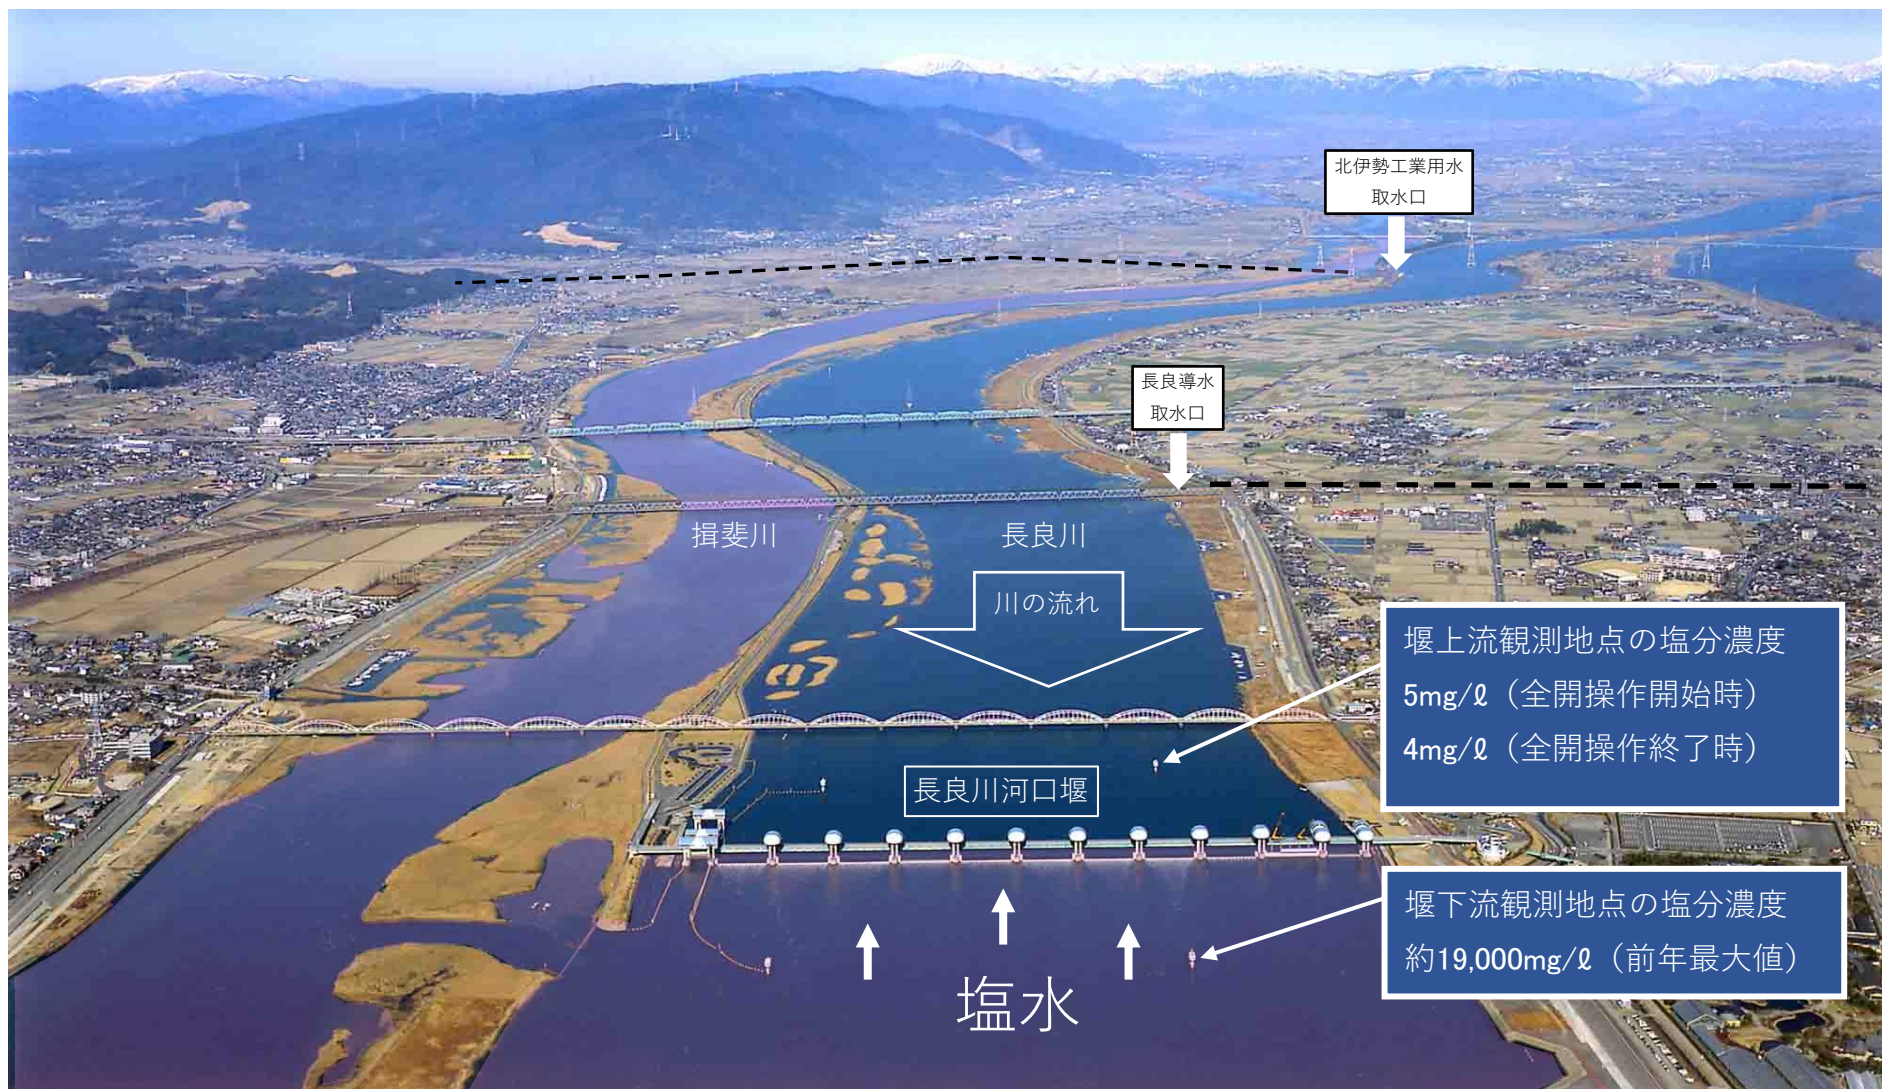 北伊勢工業用水
取水口
長良導水
取水口
揖斐川
長良川
川の流れ
堰上流観測地点の塩分濃度
5mg/ℓ（全開操作開始時）
4mg/ℓ（全開操作終了時）
長良川河口堰
堰下流観測地点の塩分濃度
約19,000mg/ℓ（前年最大値）
塩水